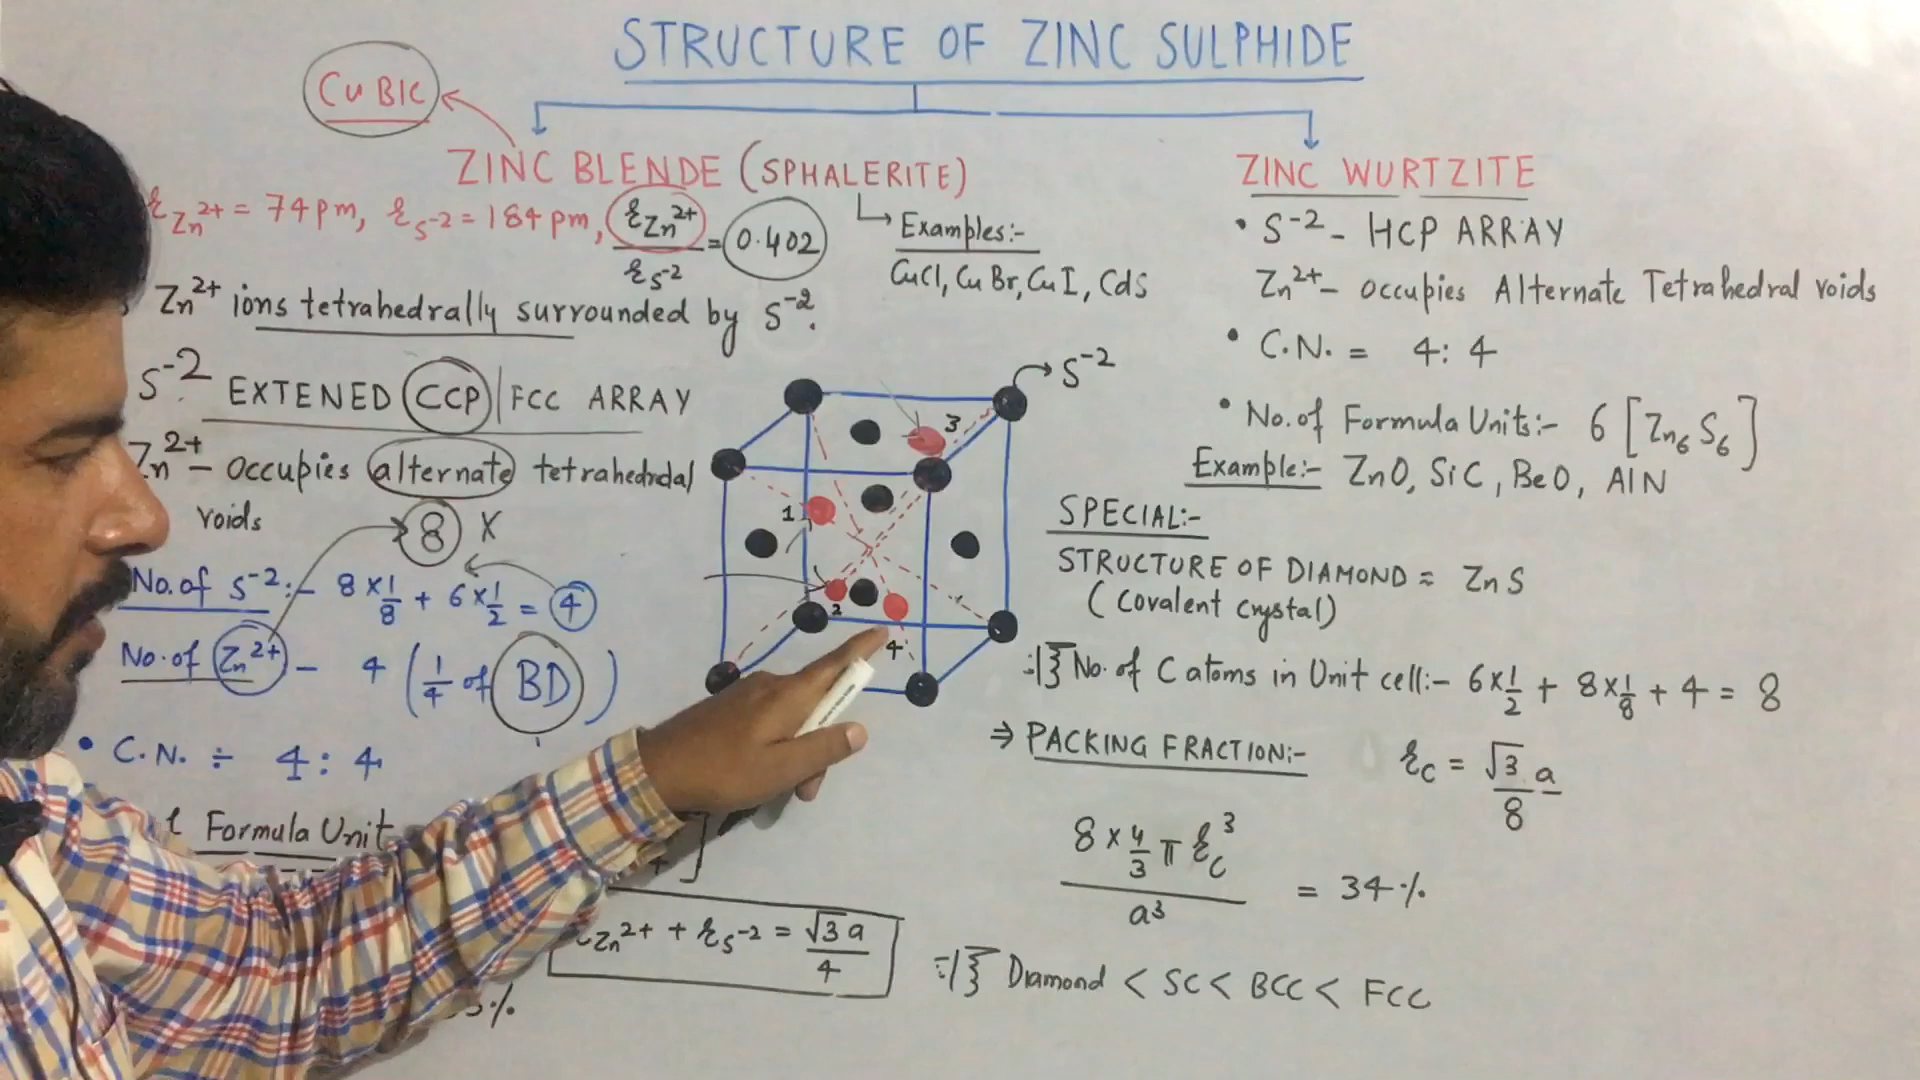 STRUCTURE OF ZINC SULPHIDE
CUBIC
ZINC BLENDE (SPHALERITE)
r Zn²⁺ = 74 pm, r S⁻² = 184 pm, r Zn²⁺ / r S⁻² = 0.402
Examples:-
CuCl, CuBr, CuI, CdS
Zn²⁺ ions tetrahedrally surrounded by S⁻².
S⁻² EXTENED CCP | FCC ARRAY
Zn²⁺ - occupies alternate tetrahedral
voids
8 X
No. of S⁻² :- 8×1/8 + 6×1/2 = 4
No. of Zn²⁺ - 4 (1/4 of BD)
• C.N. ÷ 4 : 4
Formula Unit
Zn²⁺ + r S⁻² = √3 a / 4
%
S⁻²
3
1
2
4
ZINC WURTZITE
• S⁻² - HCP ARRAY
Zn²⁺ - occupies Alternate Tetrahedral voids
• C.N. = 4 : 4
• No. of Formula Units:- 6 [Zn₆ S₆]
Example:- ZnO, SiC, BeO, AlN
SPECIAL:-
STRUCTURE OF DIAMOND ≈ ZnS
(Covalent Crystal)
No. of C atoms in Unit cell:- 6×1/2 + 8×1/8 + 4 = 8
⇒ PACKING FRACTION:- r C = √3 a / 8
8 × 4/3 π r C³ / a³ = 34 %
Diamond < SC < BCC < FCC